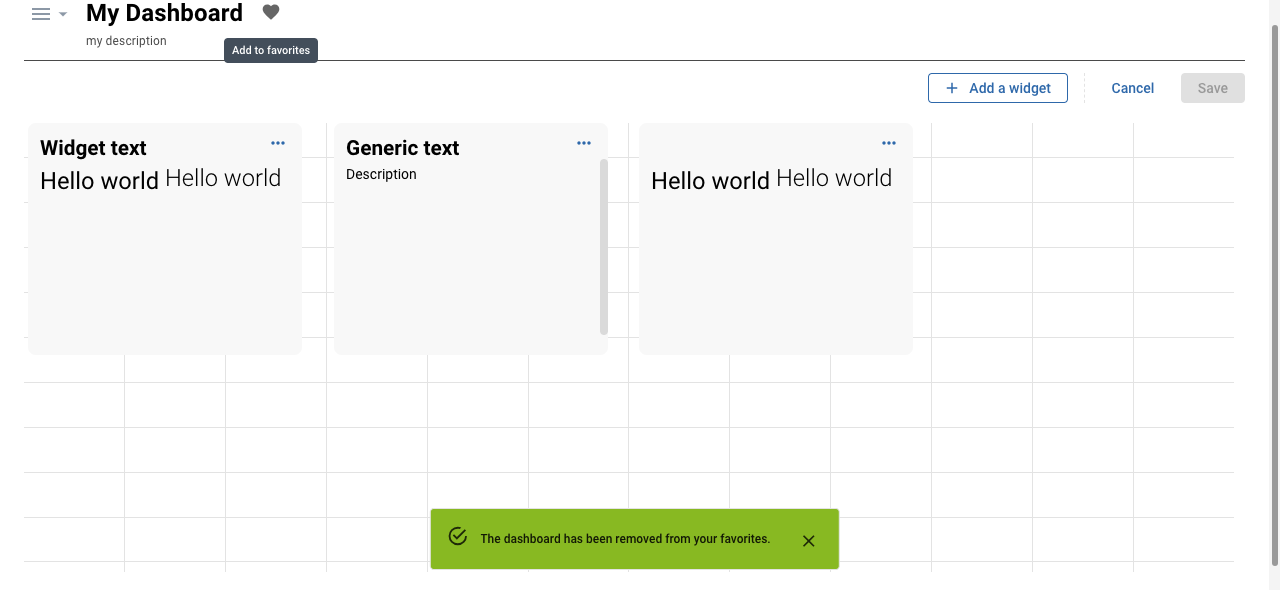 My Dashboard
my description
Add to favorites
Add a widget
Cancel
Save
Widget text
Hello world Hello world
Generic text
Description
Hello world Hello world
The dashboard has been removed from your favorites.